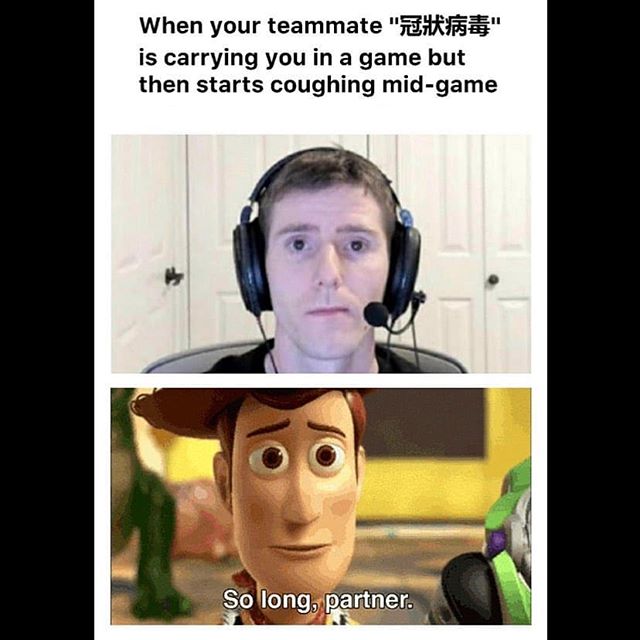 When your teammate "冠狀病毒"
is carrying you in a game but
then starts coughing mid-game
So long, partner.